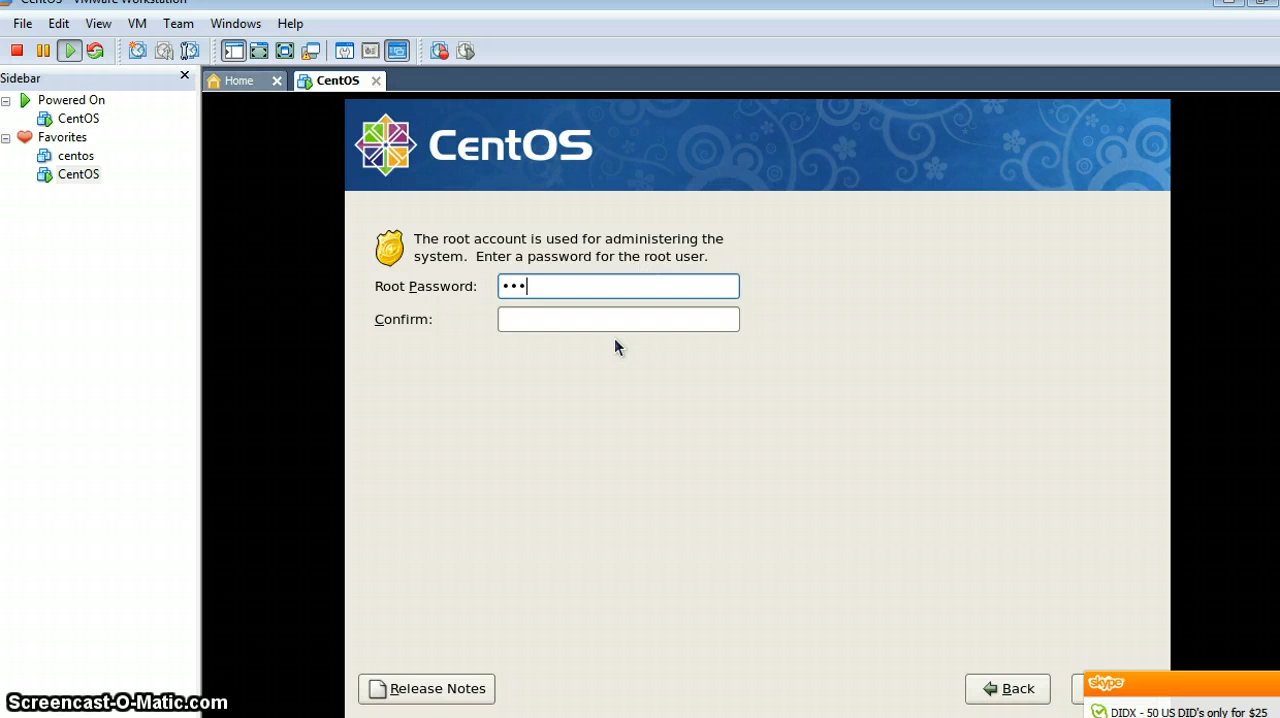 CentOS - VMware Workstation
File Edit View VM Team Windows Help
Sidebar
Home CentOS
Powered On
CentOS
Favorites
centos
CentOS
CentOS
The root account is used for administering the
system. Enter a password for the root user.
Root Password: •••
Confirm:
Release Notes
Back
skype
DIDX - 50 US DID's only for $25
Screencast-O-Matic.com